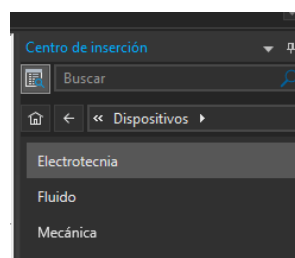 Centro de inserción
Buscar
« Dispositivos
Electrotecnia
Fluido
Mecánica